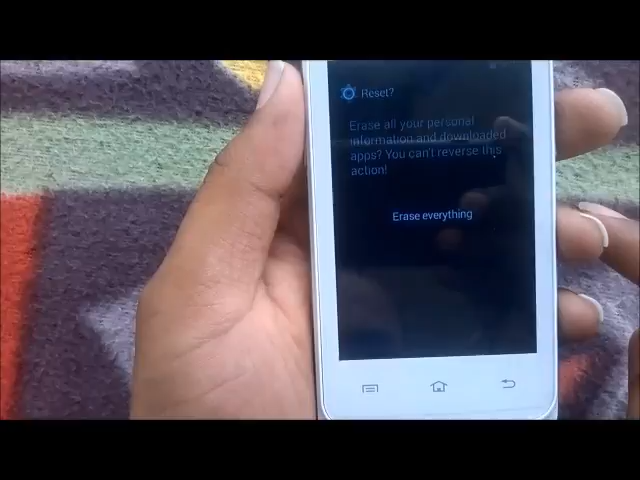 Reset?
Erase all your personal
information and downloaded
apps? You can't reverse this
action!
Erase everything